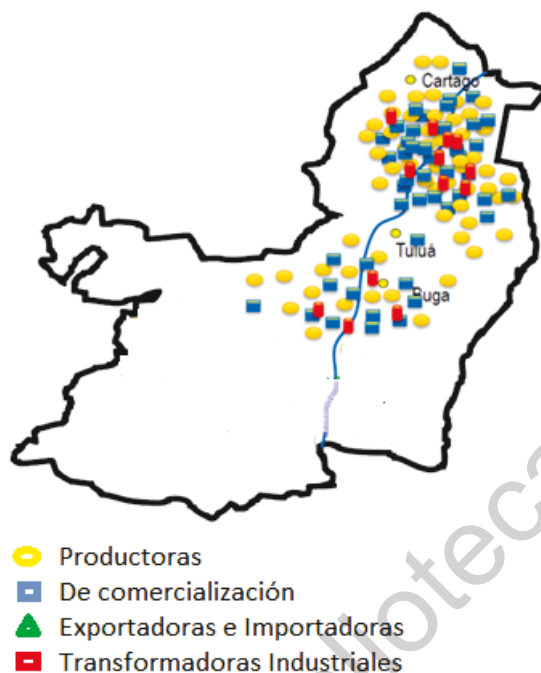 Cartago
Tuluá
Buga
Productoras
De comercialización
Exportadoras e Importadoras
Transformadoras Industriales